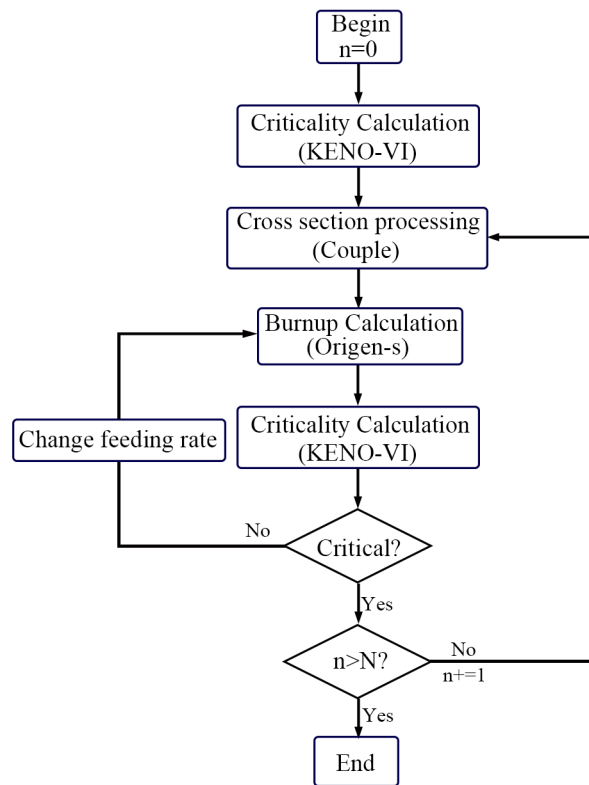 Begin
n=0
Criticality Calculation
(KENO-VI)
Cross section processing
(Couple)
Burnup Calculation
(Origen-s)
Change feeding rate
Criticality Calculation
(KENO-VI)
No
Critical?
Yes
n>N?
No
n+=1
Yes
End